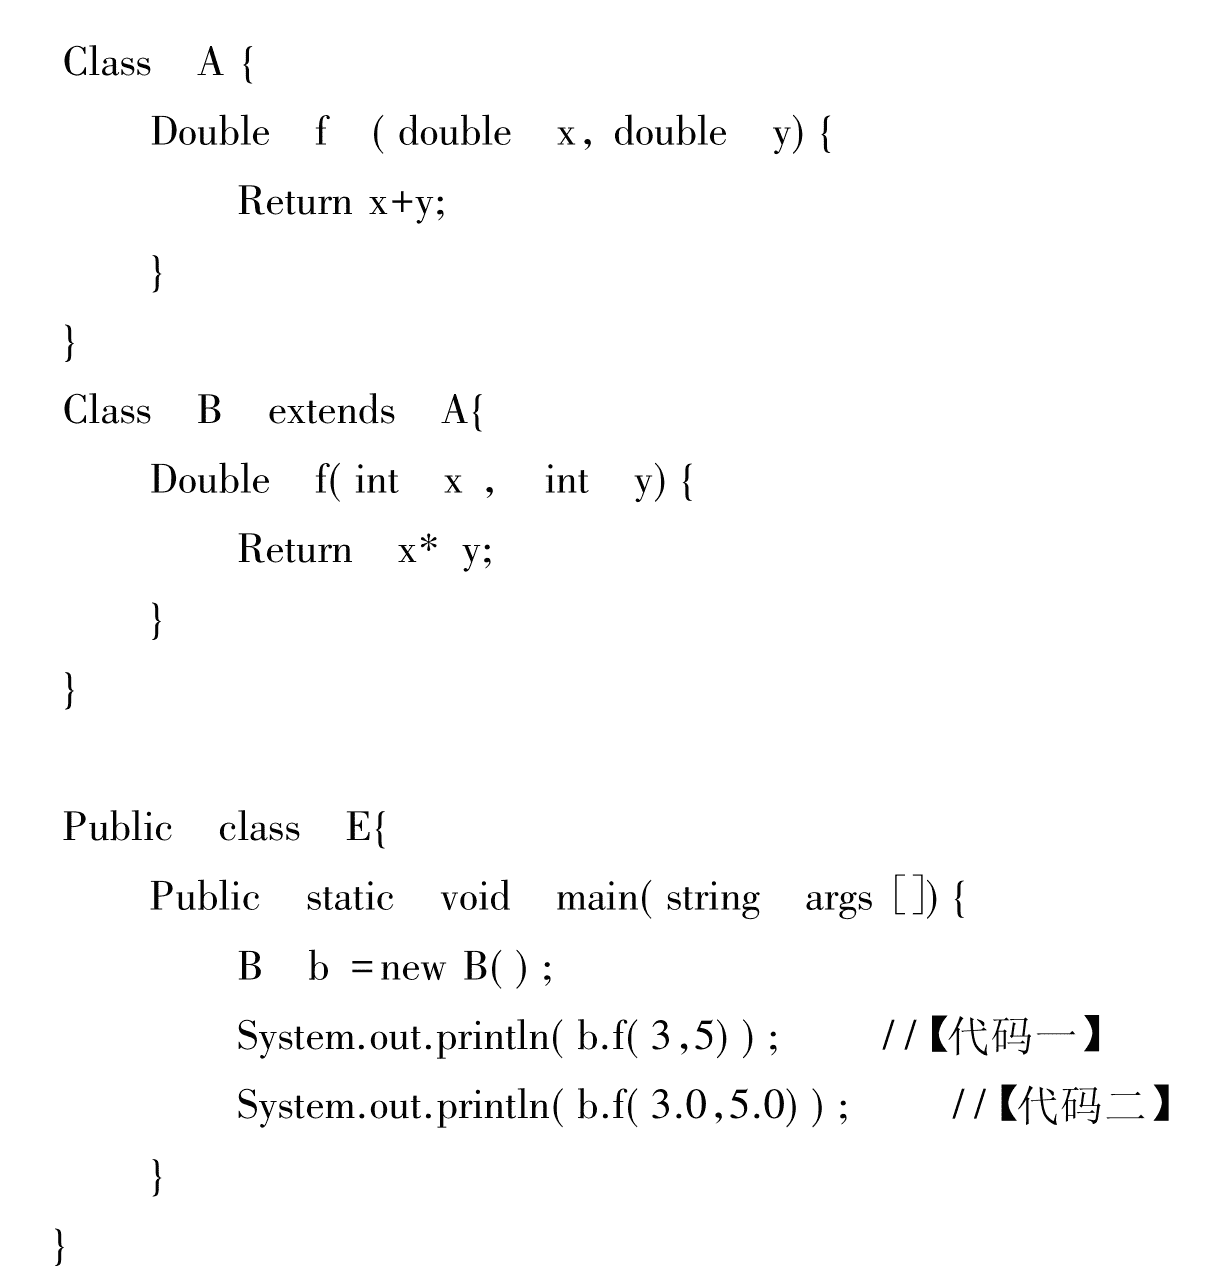 Class A {
Double f ( double x, double y) {
Return x+y;
}
}
Class B extends A{
Double f( int x , int y) {
Return x* y;
}
}
Public class E{
Public static void main( string args []) {
B b =new B( ) ;
System.out.println( b.f( 3,5) ) ; //【代码一】
System.out.println( b.f( 3.0,5.0) ) ; //【代码二】
}
}